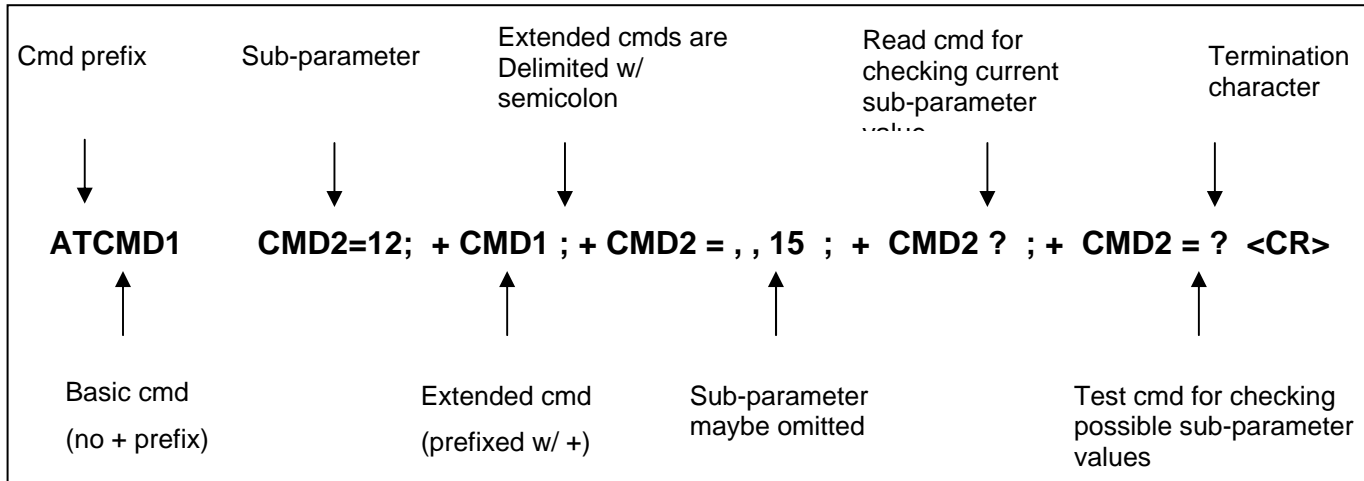 Cmd prefix
Sub-parameter
Extended cmds are
Delimited w/
semicolon
Read cmd for
checking current
sub-parameter
value
Termination
character
ATCMD1 CMD2=12; + CMD1 ; + CMD2 = , , 15 ; + CMD2 ? ; + CMD2 = ? <CR>
Basic cmd
(no + prefix)
Extended cmd
(prefixed w/ +)
Sub-parameter
maybe omitted
Test cmd for checking
possible sub-parameter
values